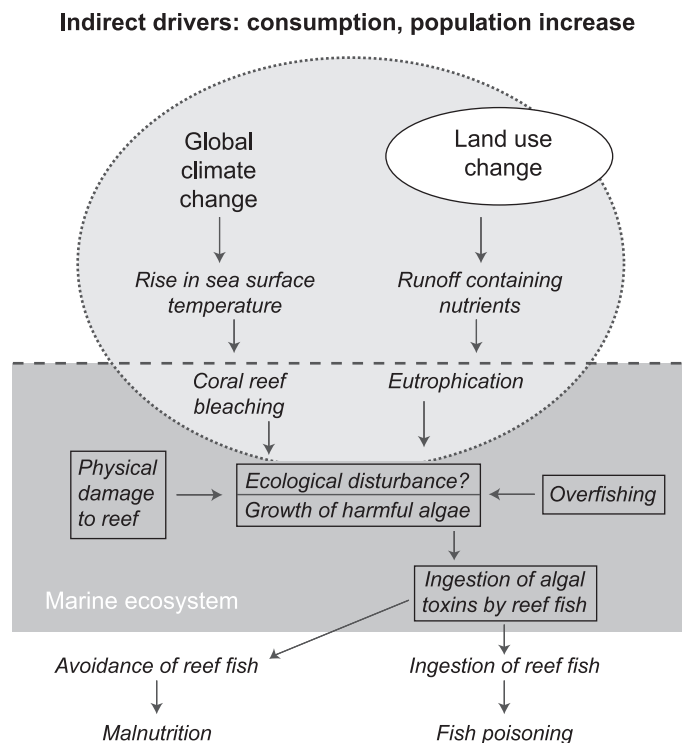 Indirect drivers: consumption, population increase
Global
climate
change
Land use
change
Rise in sea surface
temperature
Runoff containing
nutrients
Coral reef
bleaching
Eutrophication
Physical
damage
to reef
Ecological disturbance?
Growth of harmful algae
Overfishing
Ingestion of algal
toxins by reef fish
Marine ecosystem
Avoidance of reef fish
Ingestion of reef fish
Malnutrition
Fish poisoning